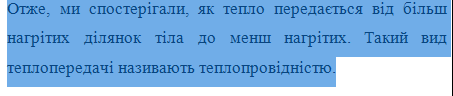 Отже, ми спостерігали, як тепло передається від більш
нагрітих ділянок тіла до менш нагрітих. Такий вид
теплопередачі називають теплопровідністю.